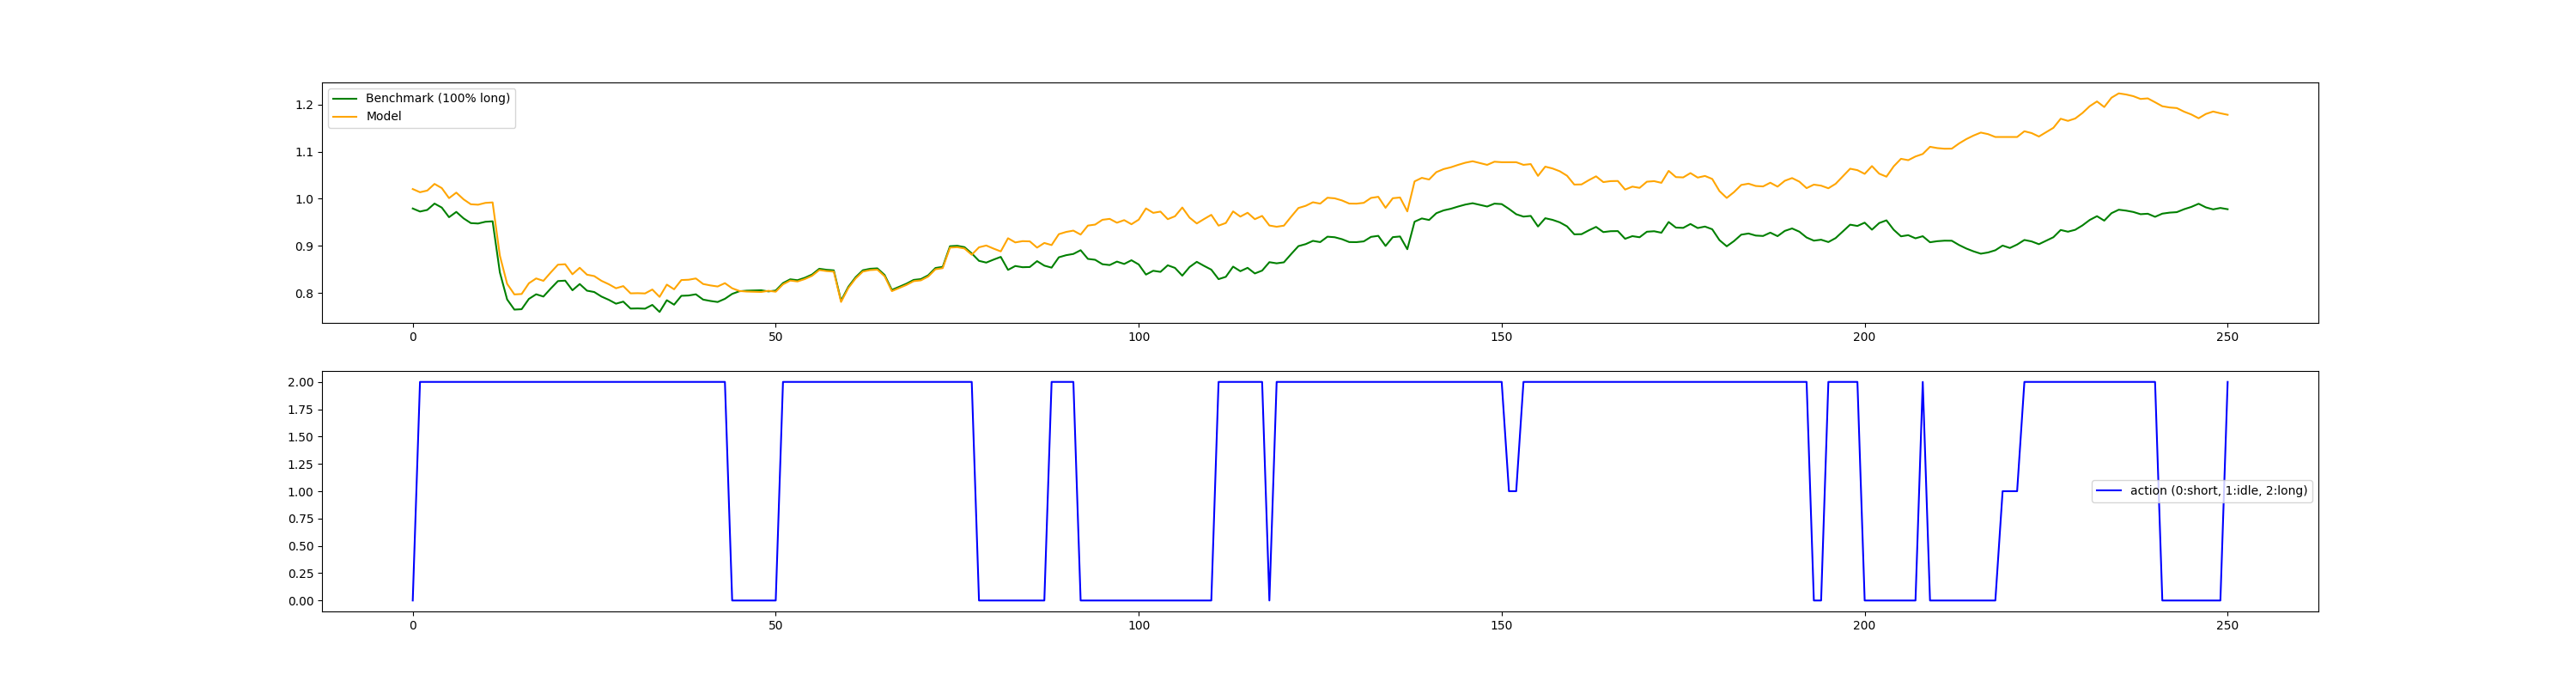 Benchmark (100% long)
Model
1.2
1.1
1.0
0.9
0.8
0 50 100 150 200 250
2.00
1.75
1.50
1.25
1.00
0.75
0.50
0.25
0.00
action (0:short, 1:idle, 2:long)
0 50 100 150 200 250